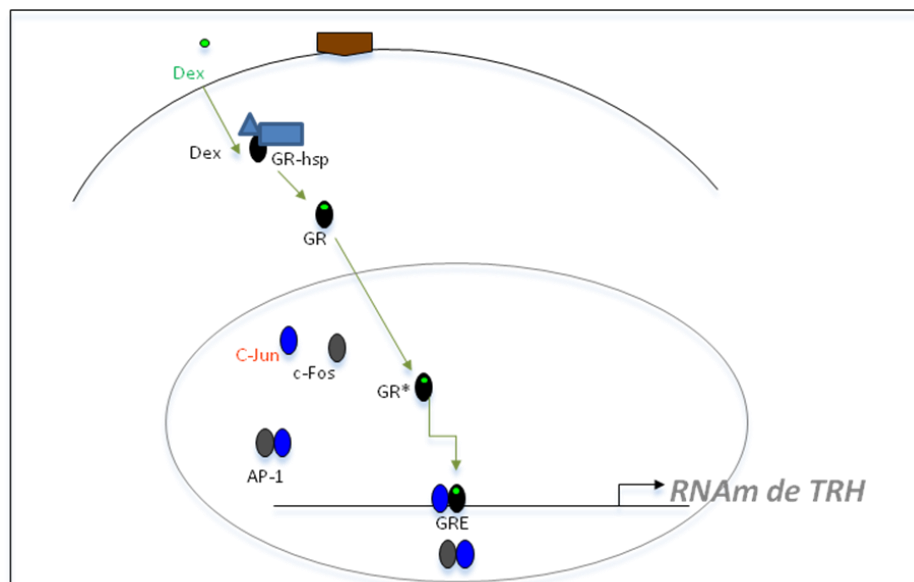 Dex
Dex
GR-hsp
GR
C-Jun
c-Fos
GR*
AP-1
RNAm de TRH
GRE